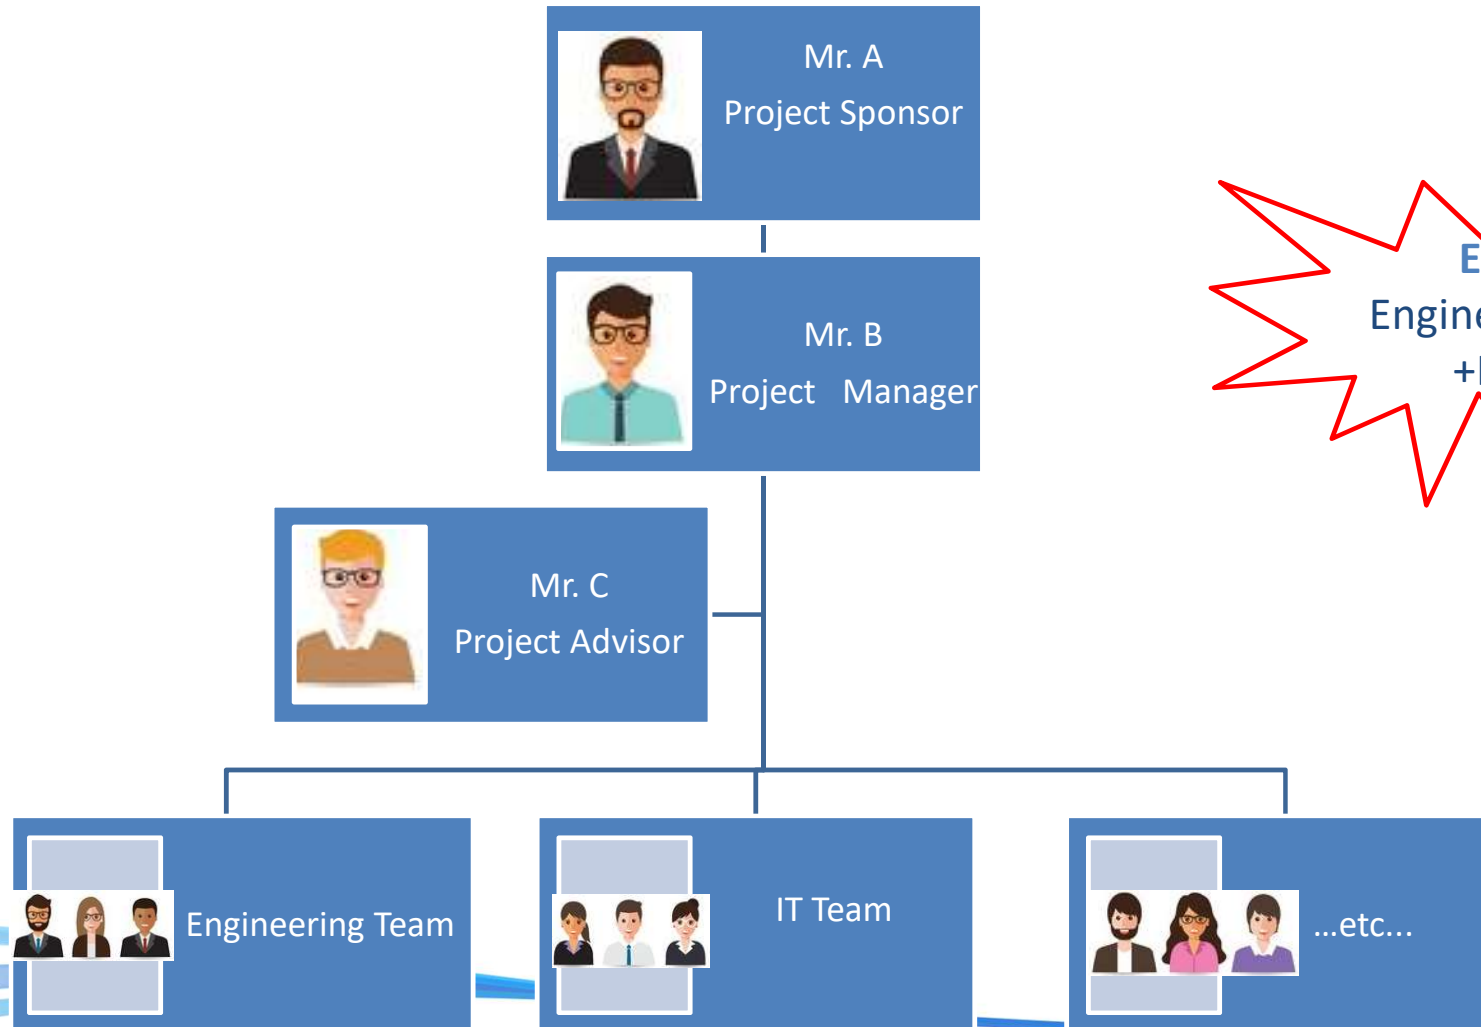 Mr. A
Project Sponsor
Mr. B
Project Manager
Mr. C
Project Advisor
Engineering Team
IT Team
...etc...